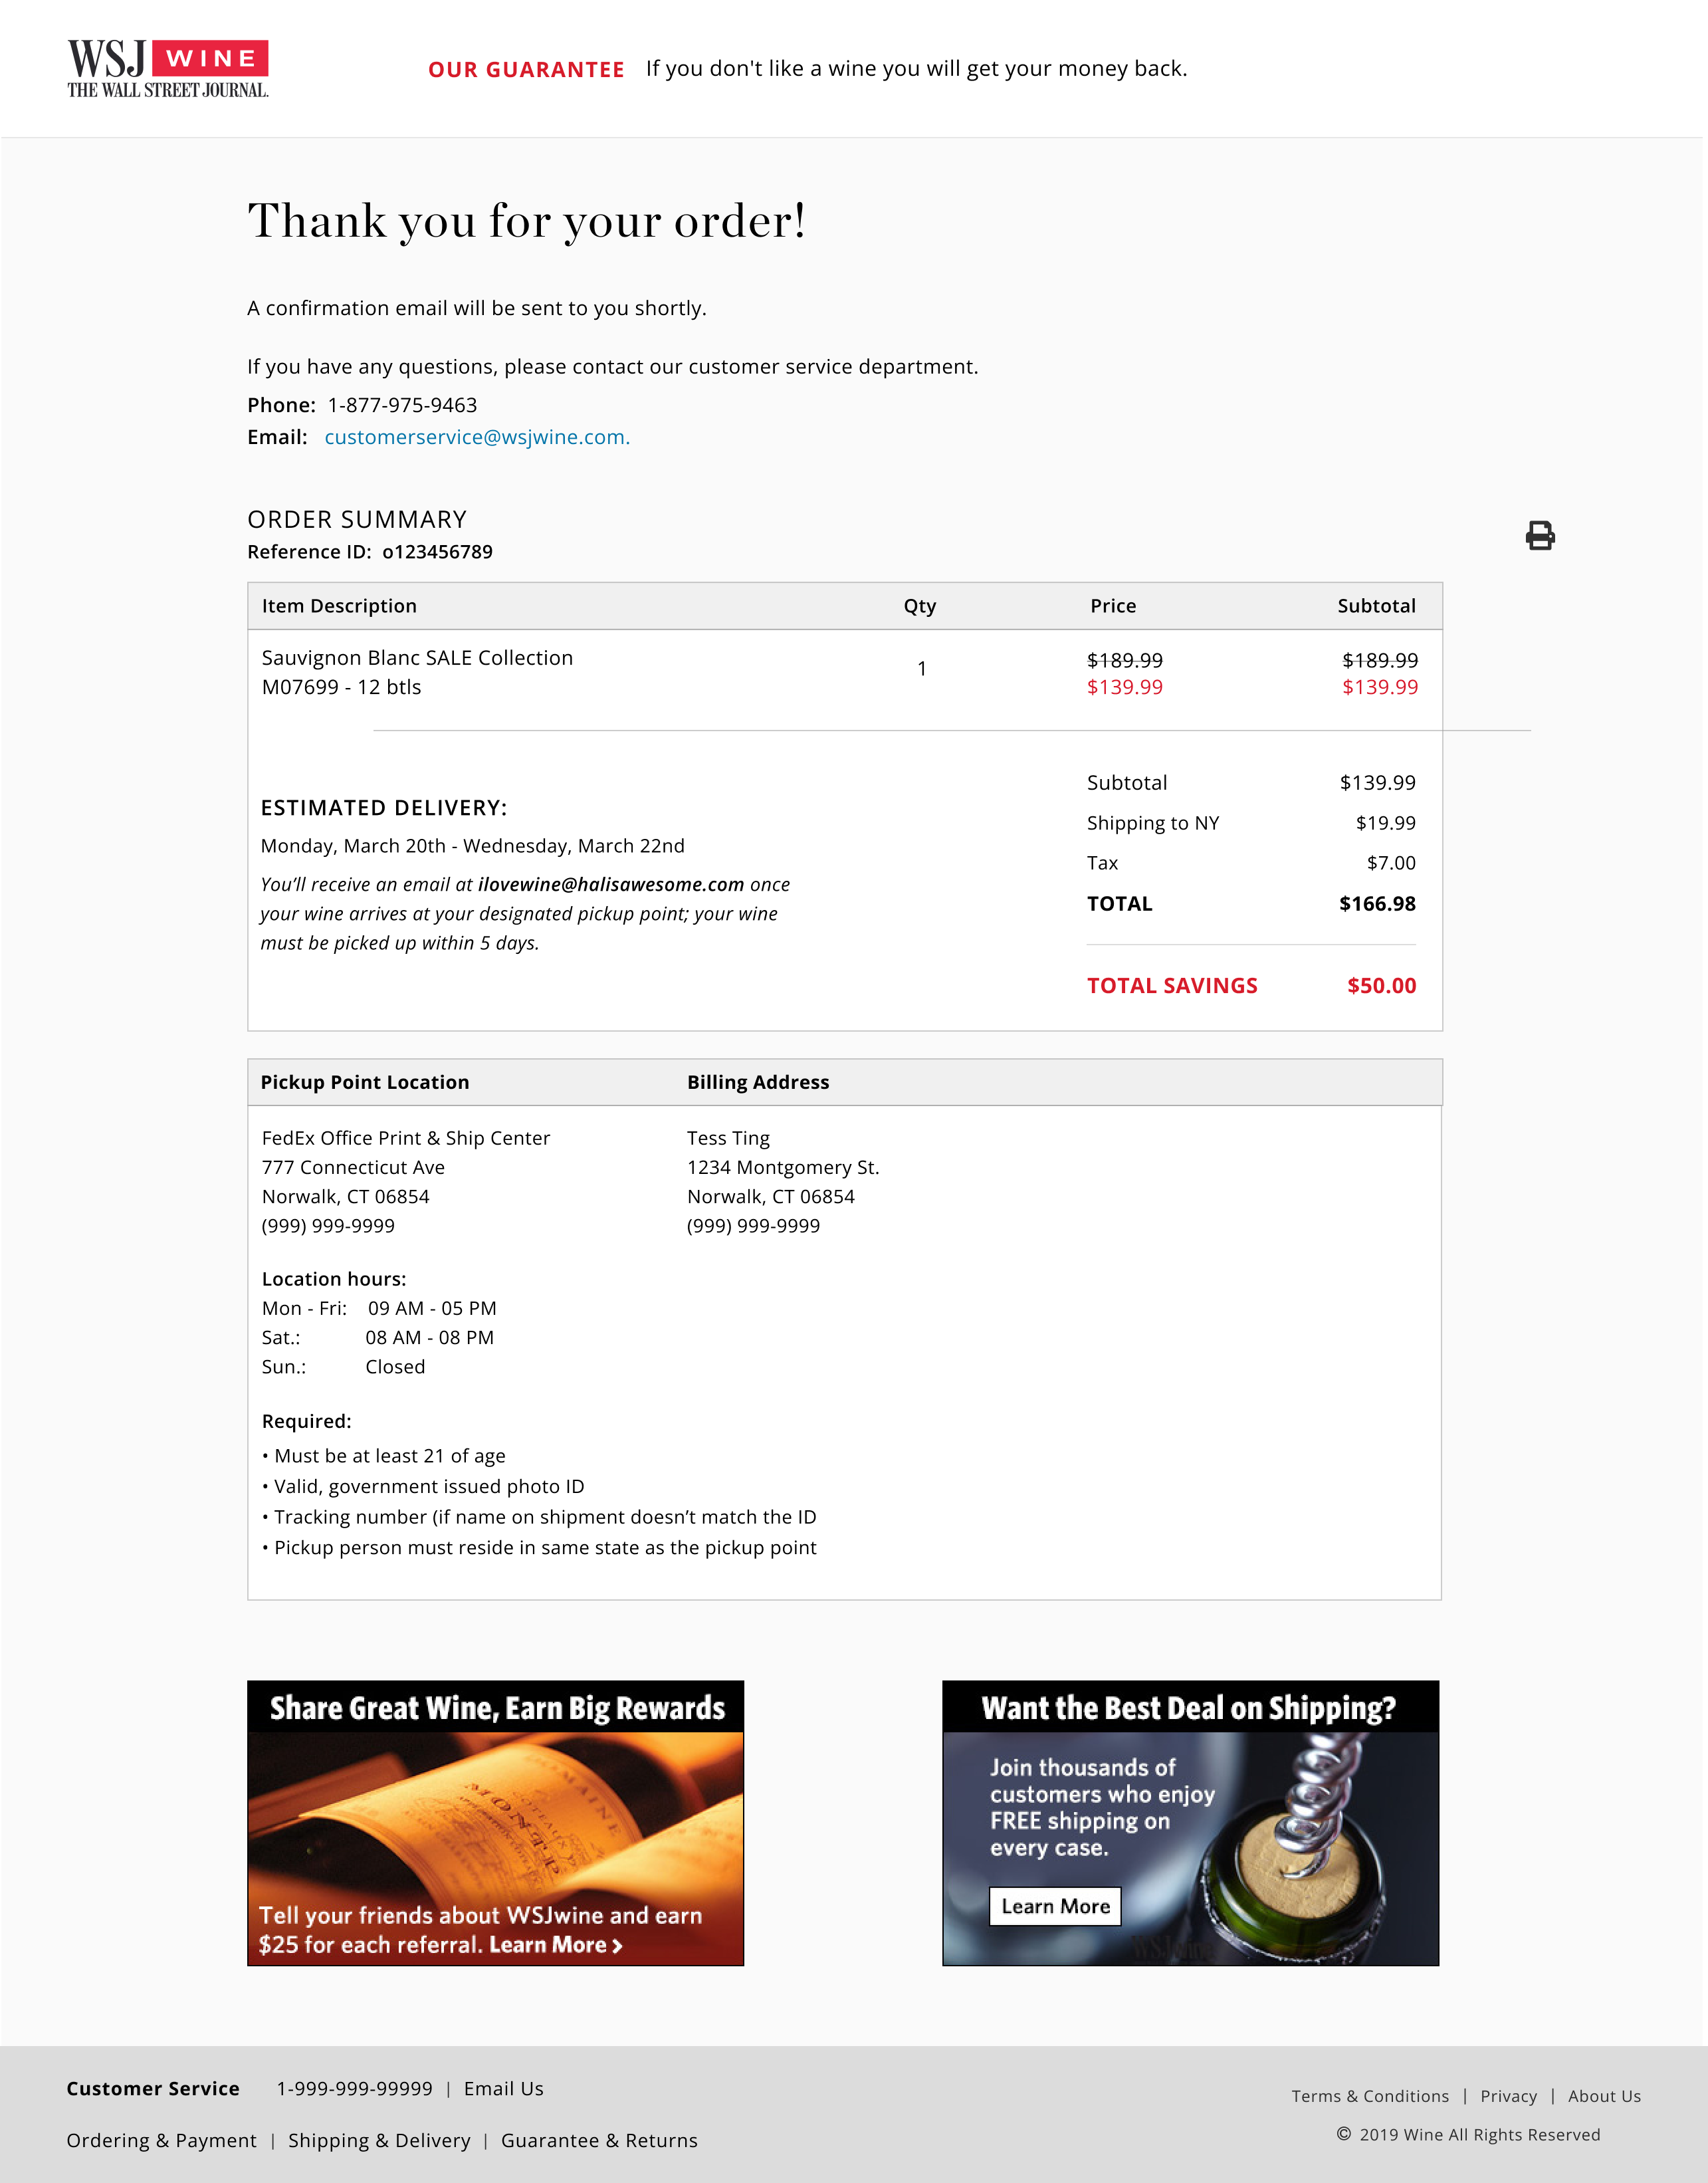 WSJ WINE
THE WALL STREET JOURNAL.
OUR GUARANTEE If you don't like a wine you will get your money back.
Thank you for your order!
A confirmation email will be sent to you shortly.
If you have any questions, please contact our customer service department.
Phone: 1-877-975-9463
Email: customerservice@wsjwine.com.
ORDER SUMMARY
Reference ID: o123456789
Item Description Qty Price Subtotal
Sauvignon Blanc SALE Collection 1 $189.99 $189.99
M07699 - 12 btls $139.99 $139.99
Subtotal $139.99
Shipping to NY $19.99
Tax $7.00
TOTAL $166.98
TOTAL SAVINGS $50.00
ESTIMATED DELIVERY:
Monday, March 20th - Wednesday, March 22nd
You’ll receive an email at ilovewine@halisawesome.com once
your wine arrives at your designated pickup point; your wine
must be picked up within 5 days.
Pickup Point Location
FedEx Office Print & Ship Center
777 Connecticut Ave
Norwalk, CT 06854
(999) 999-9999
Location hours:
Mon - Fri: 09 AM - 05 PM
Sat.: 08 AM - 08 PM
Sun.: Closed
Required:
• Must be at least 21 of age
• Valid, government issued photo ID
• Tracking number (if name on shipment doesn’t match the ID
• Pickup person must reside in same state as the pickup point
Billing Address
Tess Ting
1234 Montgomery St.
Norwalk, CT 06854
(999) 999-9999
Share Great Wine, Earn Big Rewards
Tell your friends about WSJwine and earn
$25 for each referral. Learn More >
Want the Best Deal on Shipping?
Join thousands of
customers who enjoy
FREE shipping on
every case.
Learn More
Customer Service 1-999-999-99999 | Email Us
Ordering & Payment | Shipping & Delivery | Guarantee & Returns
Terms & Conditions | Privacy | About Us
© 2019 Wine All Rights Reserved